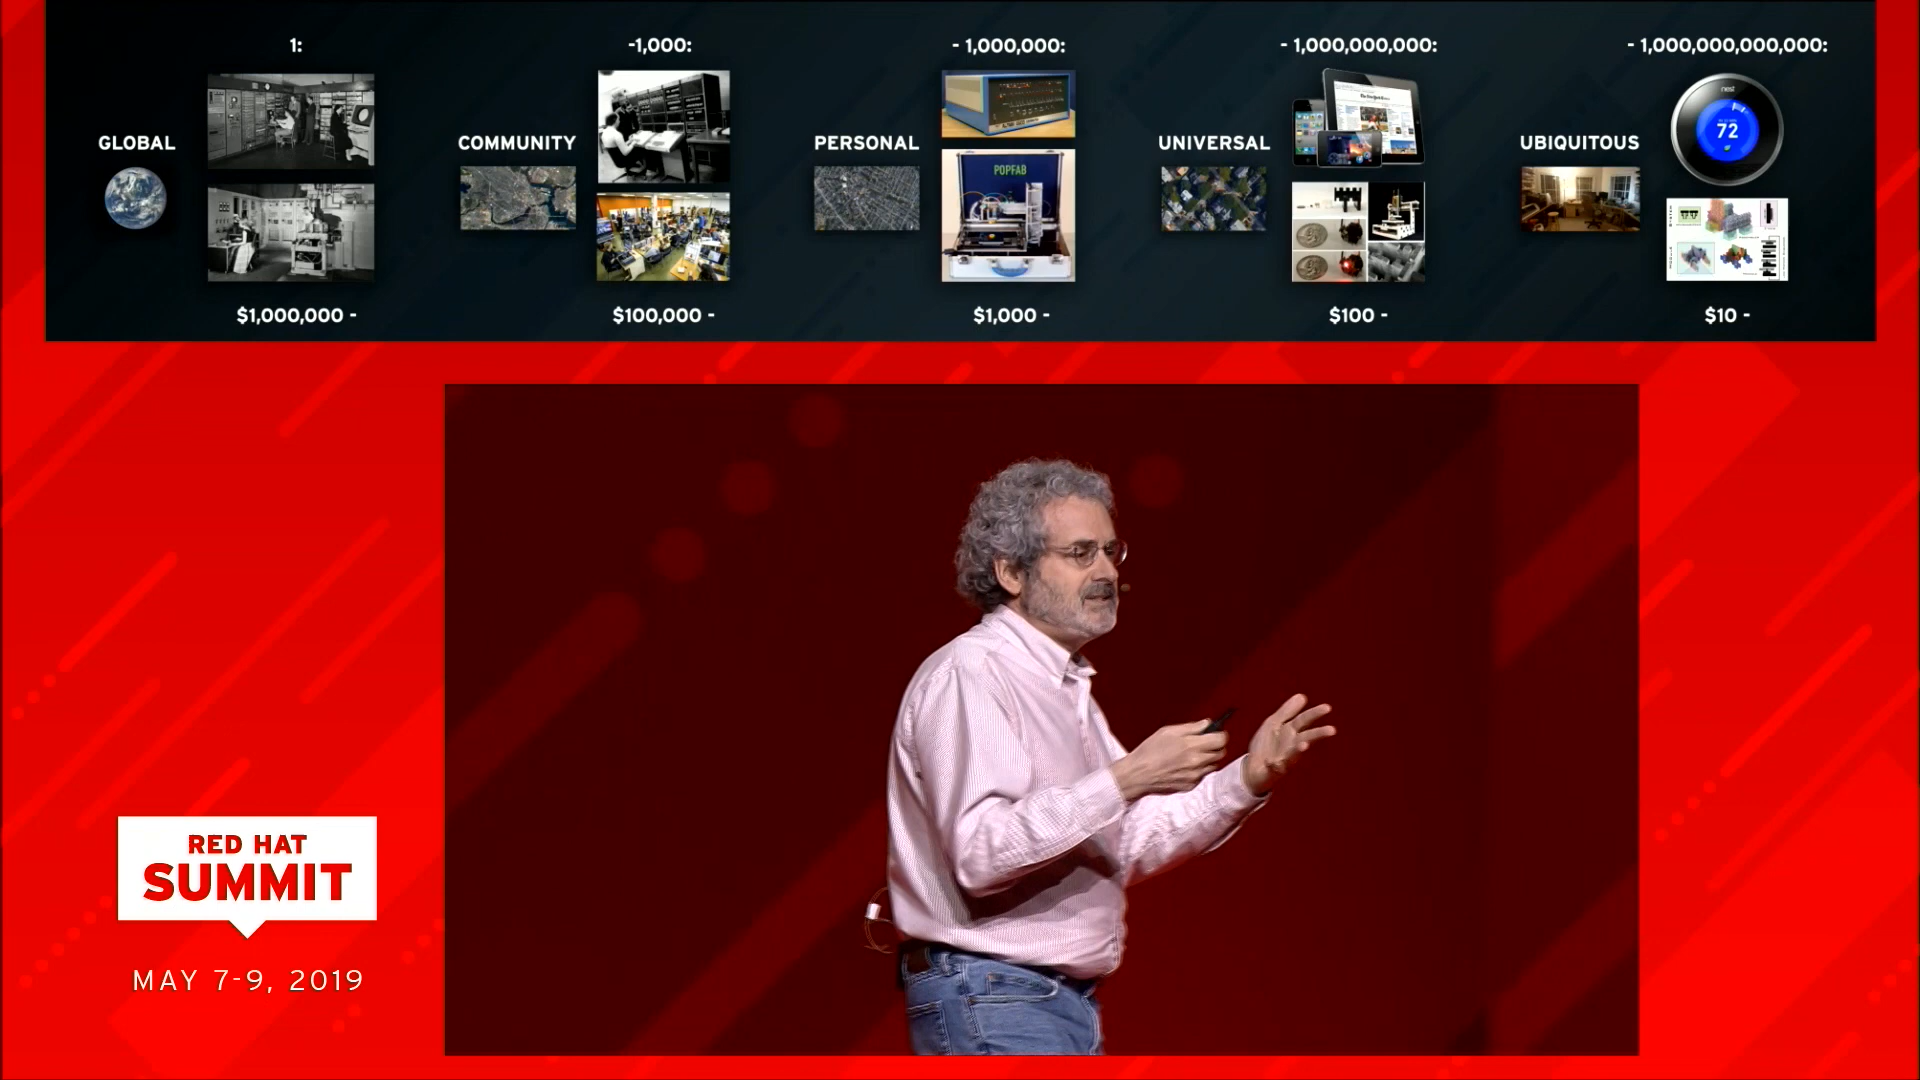 1:
-1,000:
- 1,000,000:
- 1,000,000,000:
- 1,000,000,000,000:
GLOBAL
COMMUNITY
PERSONAL
UNIVERSAL
UBIQUITOUS
nest
72
POPFAB
$1,000,000 -
$100,000 -
$1,000 -
$100 -
$10 -
RED HAT
SUMMIT
MAY 7-9, 2019